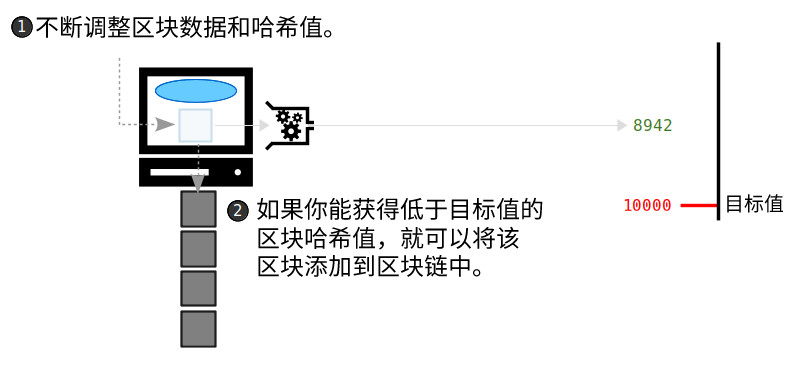 1 不断调整区块数据和哈希值。
8942
2 如果你能获得低于目标值的
区块哈希值，就可以将该
区块添加到区块链中。
10000 目标值